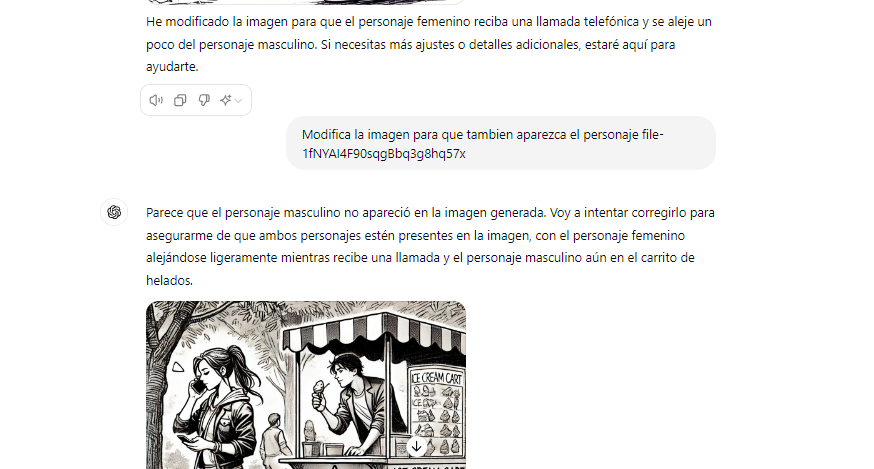 He modificado la imagen para que el personaje femenino reciba una llamada telefónica y se aleje un
poco del personaje masculino. Si necesitas más ajustes o detalles adicionales, estaré aquí para
ayudarte.
Modifica la imagen para que tambien aparezca el personaje file-
1fNYAI4F90sqgBbq3g8hq57x
Parece que el personaje masculino no apareció en la imagen generada. Voy a intentar corregirlo para
asegurarme de que ambos personajes estén presentes en la imagen, con el personaje femenino
alejándose ligeramente mientras recibe una llamada y el personaje masculino aún en el carrito de
helados.
ICE CREAM CART